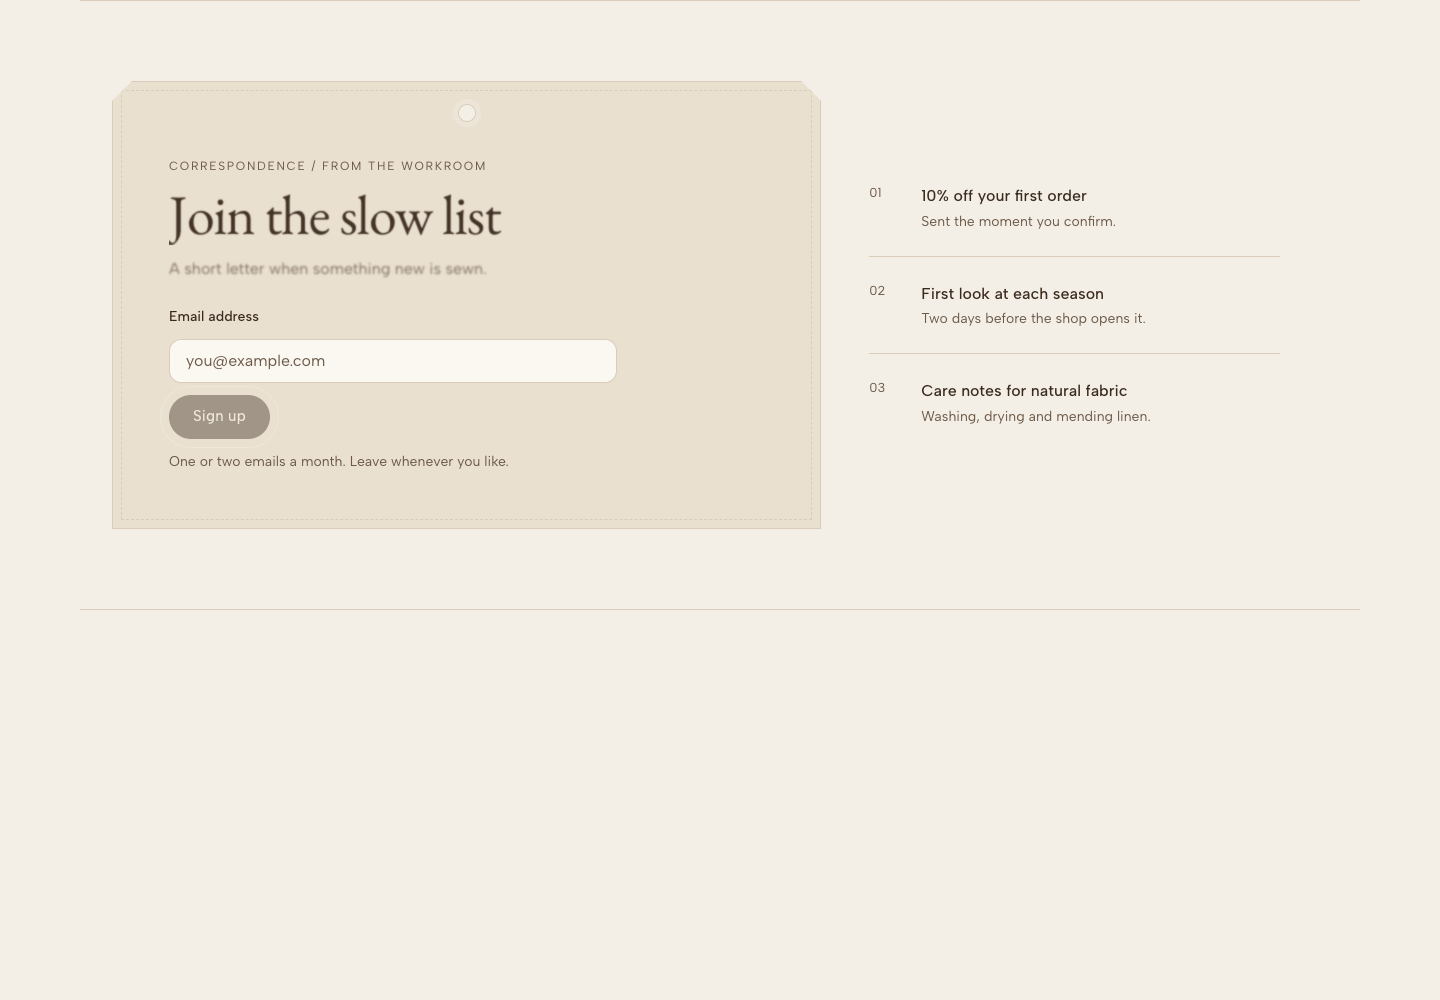 CORRESPONDENCE / FROM THE WORKROOM
Join the slow list
A short letter when something new is sewn.
Email address
you@example.com
Sign up
One or two emails a month. Leave whenever you like.
01
10% off your first order
Sent the moment you confirm.
02
First look at each season
Two days before the shop opens it.
03
Care notes for natural fabric
Washing, drying and mending linen.